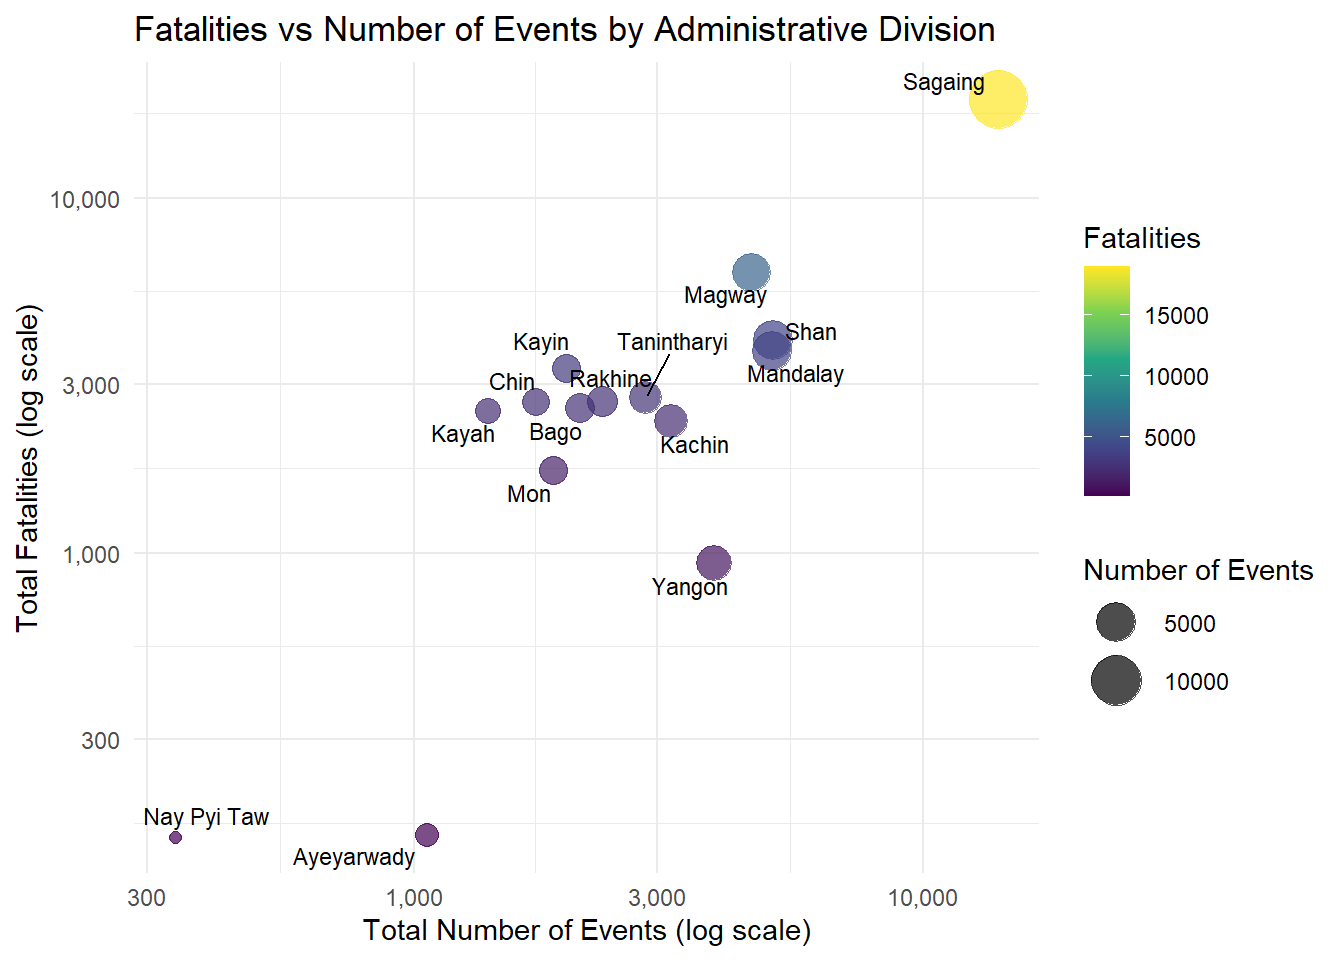 Fatalities vs Number of Events by Administrative Division
Total Fatalities (log scale)
10,000
3,000
1,000
300
Sagaing
Magway
Shan
Mandalay
Kayin
Tanintharyi
Chin
Rakhine
Kayah
Bago
Kachin
Mon
Yangon
Nay Pyi Taw
Ayeyarwady
300
1,000
3,000
10,000
Total Number of Events (log scale)
Fatalities
15000
10000
5000
Number of Events
5000
10000